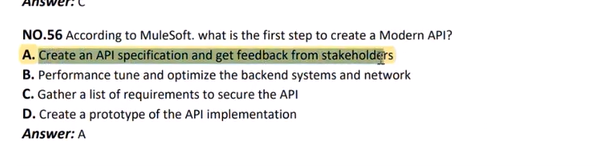 Answer: C
NO.56 According to MuleSoft. what is the first step to create a Modern API?
A. Create an API specification and get feedback from stakeholders
B. Performance tune and optimize the backend systems and network
C. Gather a list of requirements to secure the API
D. Create a prototype of the API implementation
Answer: A